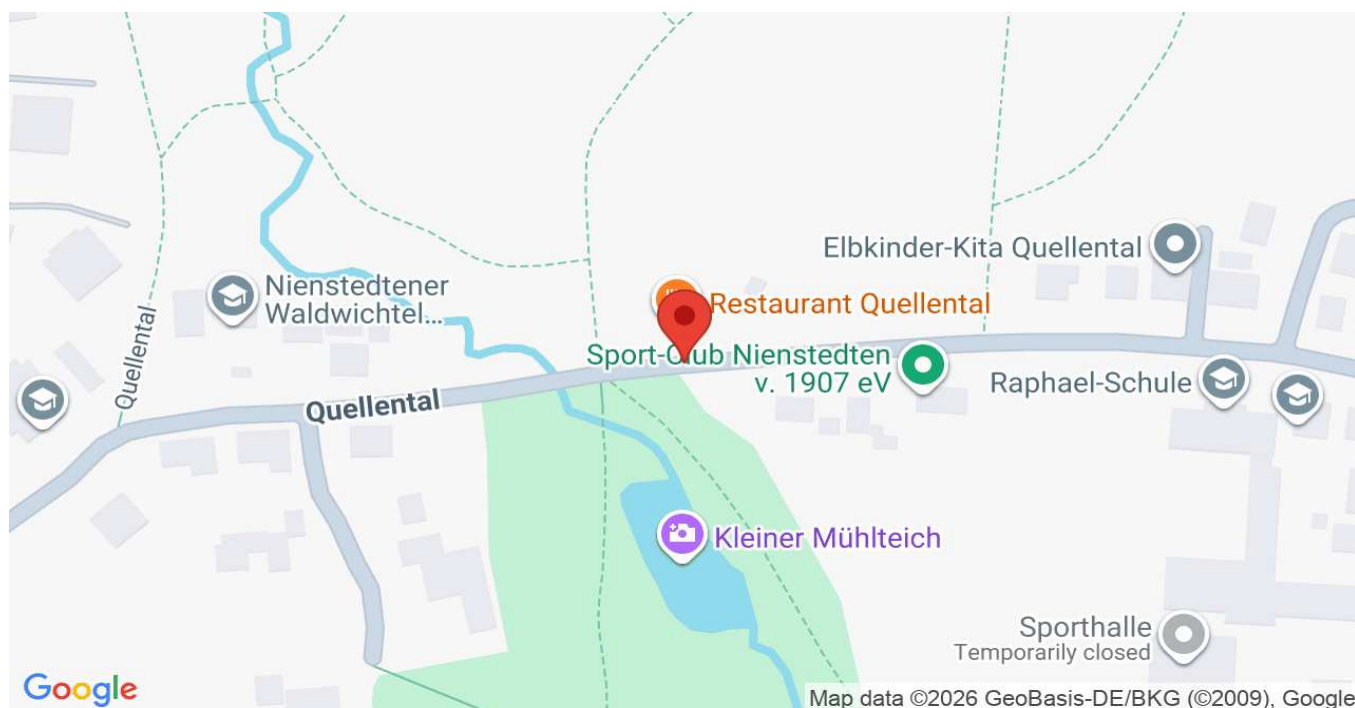 Elbkinder-Kita Quellental
Nienstedtener
Waldwichtel...
Restaurant Quellental
Quellental
Sport-Club Nienstedten
v. 1907 eV
Raphael-Schule
Quellental
Kleiner Mühlteich
Sporthalle
Temporarily closed
Google
Map data ©2026 GeoBasis-DE/BKG (©2009), Google